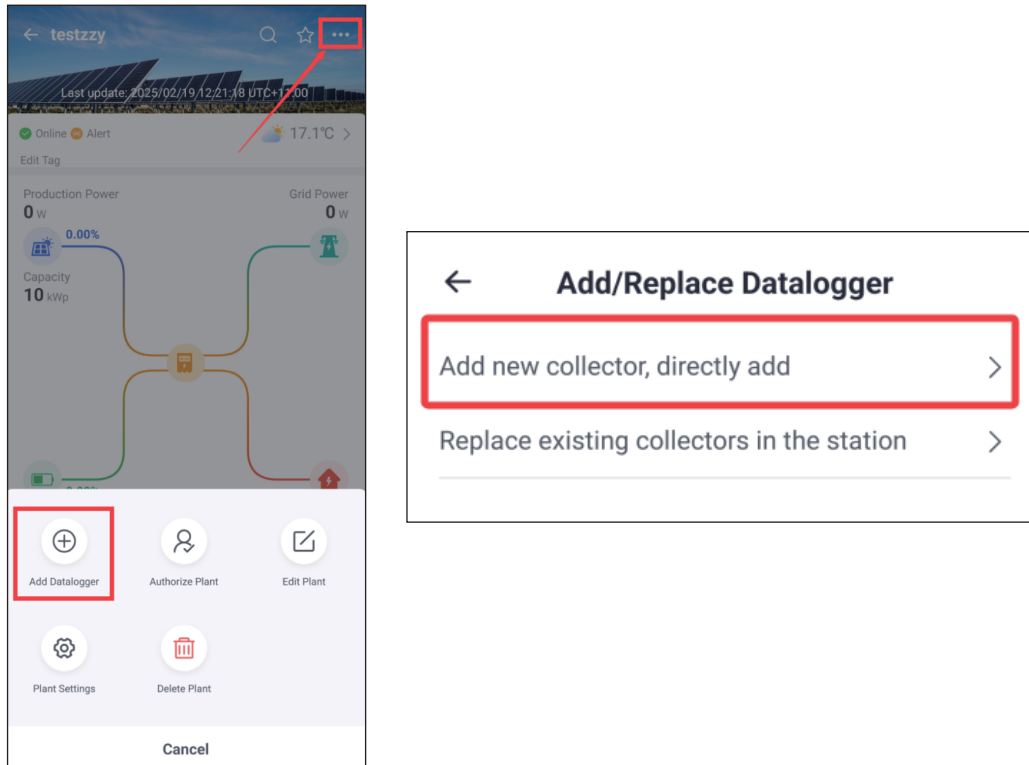 testzzy
Last update: 2025/02/19 12:21:18 UTC+11:00
Online Alert 17.1℃
Edit Tag
Production Power Grid Power
0 W 0 W
0.00%
Capacity
10 kWp
0.00%
Add Datalogger Authorize Plant Edit Plant
Plant Settings Delete Plant
Cancel
Add/Replace Datalogger
Add new collector, directly add
Replace existing collectors in the station